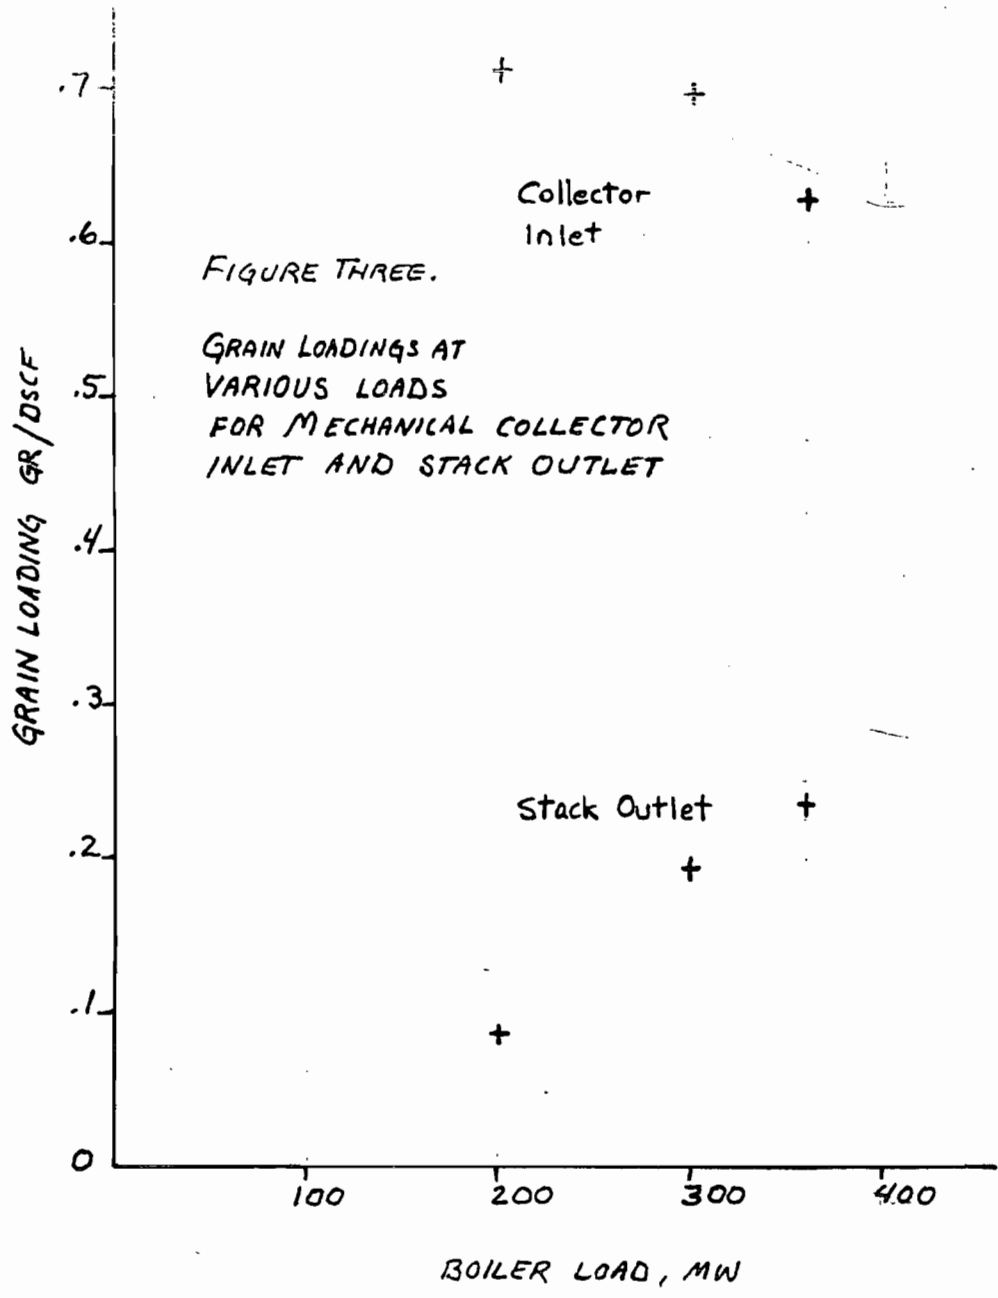 .7
Collector
Inlet
.6
FIGURE THREE.
GRAIN LOADINGS AT
VARIOUS LOADS
FOR MECHANICAL COLLECTOR
INLET AND STACK OUTLET
.5
.4
GRAIN LOADING GR/DSCF
.3
Stack Outlet
.2
.1
0
100 200 300 400
BOILER LOAD, MW